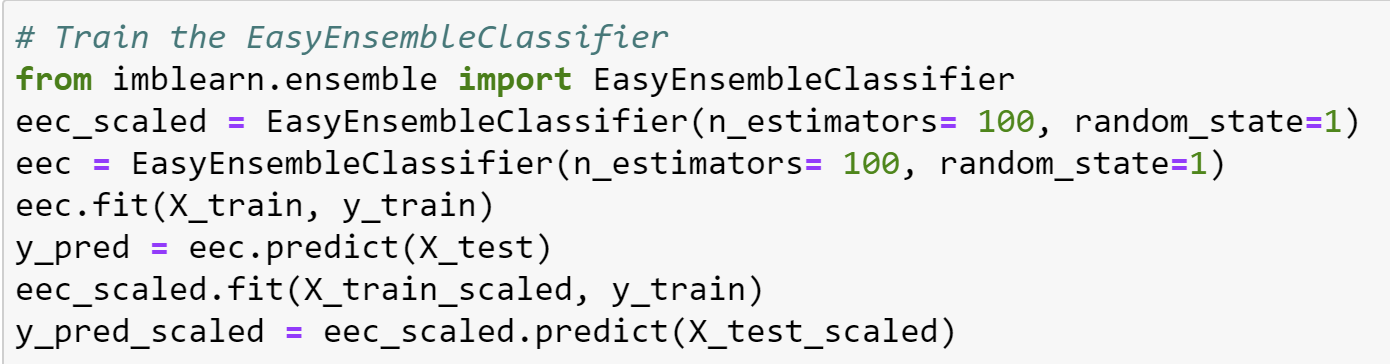 # Train the EasyEnsembleClassifier
from imblearn.ensemble import EasyEnsembleClassifier
eec_scaled = EasyEnsembleClassifier(n_estimators= 100, random_state=1)
eec = EasyEnsembleClassifier(n_estimators= 100, random_state=1)
eec.fit(X_train, y_train)
y_pred = eec.predict(X_test)
eec_scaled.fit(X_train_scaled, y_train)
y_pred_scaled = eec_scaled.predict(X_test_scaled)